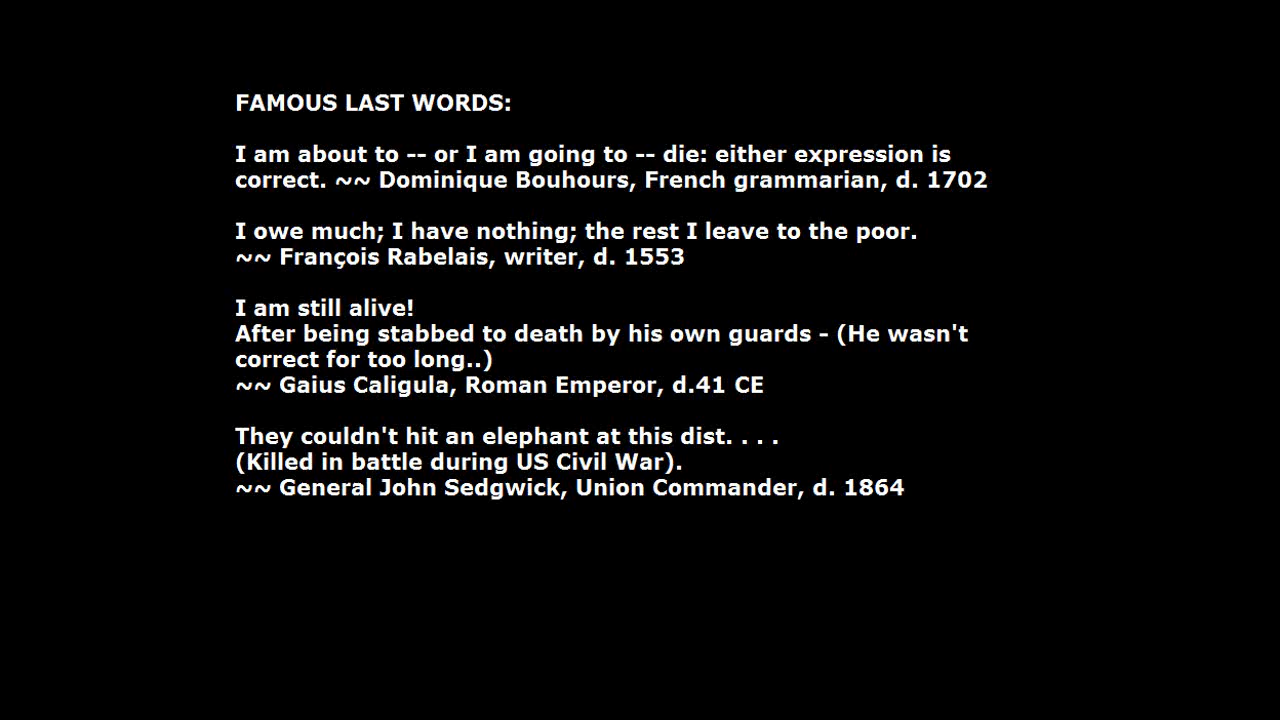 FAMOUS LAST WORDS:
I am about to -- or I am going to -- die: either expression is
correct. ~~ Dominique Bouhours, French grammarian, d. 1702
I owe much; I have nothing; the rest I leave to the poor.
~~ François Rabelais, writer, d. 1553
I am still alive!
After being stabbed to death by his own guards - (He wasn't
correct for too long..)
~~ Gaius Caligula, Roman Emperor, d.41 CE
They couldn't hit an elephant at this dist. . . .
(Killed in battle during US Civil War).
~~ General John Sedgwick, Union Commander, d. 1864